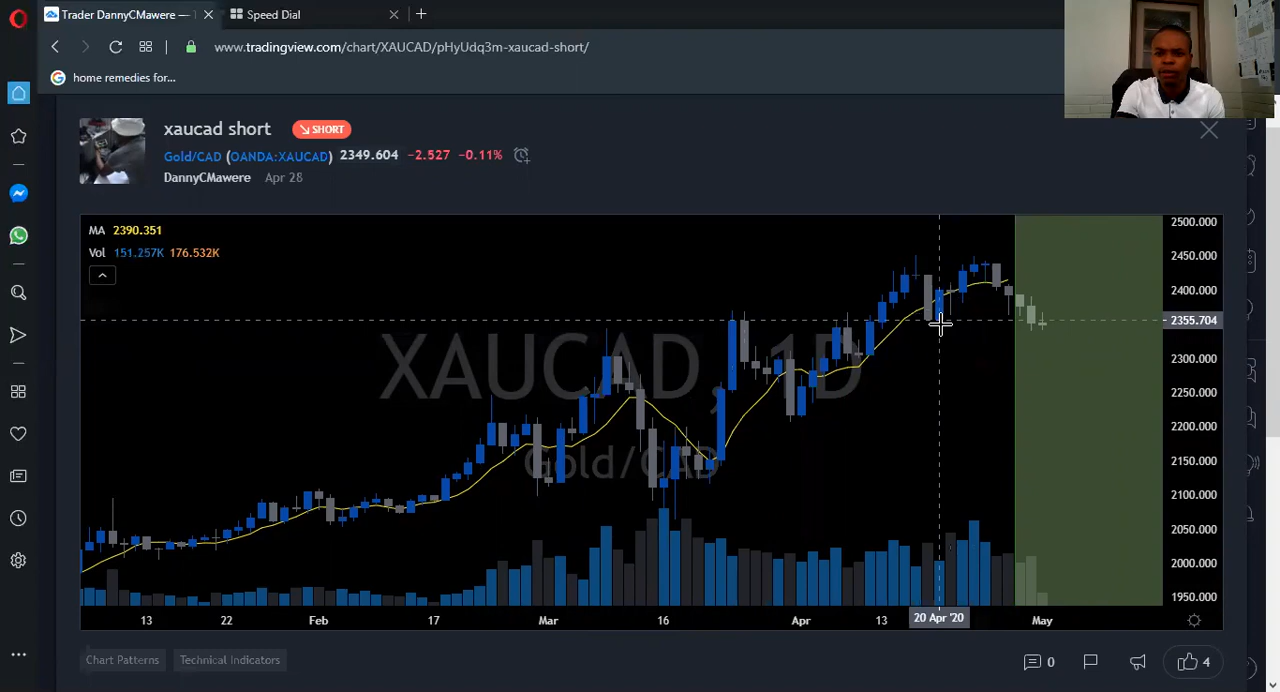 Trader DannyCMawere —
Speed Dial
www.tradingview.com/chart/XAUCAD/pHyUdq3m-xaucad-short/
home remedies for...
xaucad short
SHORT
Gold/CAD (OANDA:XAUCAD) 2349.604 −2.527 −0.11%
DannyCMawere Apr 28
MA 2390.351
Vol 151.257K 176.532K
XAUCAD, 1D
Gold/CAD
2500.000
2450.000
2400.000
2355.704
2300.000
2250.000
2200.000
2150.000
2100.000
2050.000
2000.000
1950.000
13 22 Feb 17 Mar 16 Apr 13 20 Apr '20 May
Chart Patterns Technical Indicators
0 4